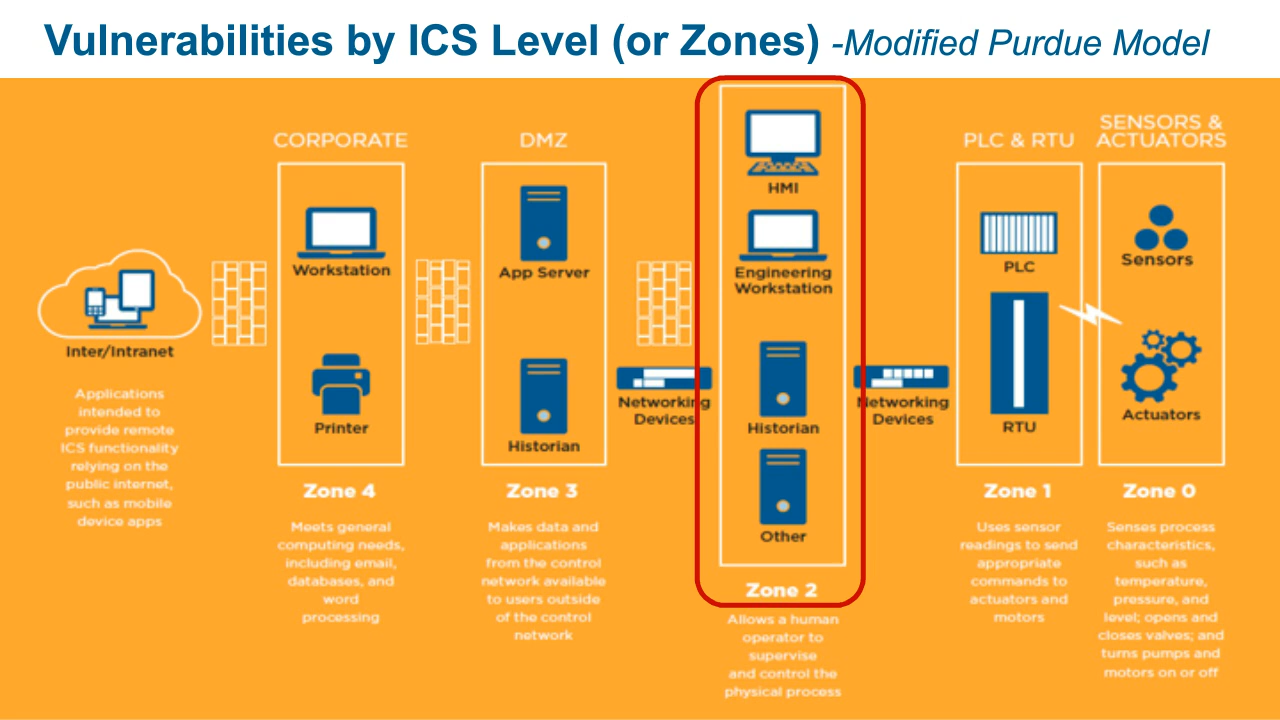 Vulnerabilities by ICS Level (or Zones) -Modified Purdue Model
Inter/Intranet
Applications
intended to
provide remote
ICS functionality
relying on the
public internet,
such as mobile
device apps
CORPORATE
Workstation
Printer
Zone 4
Meets general
computing needs,
including email,
databases, and
word
processing
DMZ
App Server
Historian
Zone 3
Makes data and
applications
from the control
network available
to users outside
of the control
network
Networking
Devices
HMI
Engineering
Workstation
Historian
Other
Zone 2
Allows a human
operator to
supervise
and control the
physical process
Networking
Devices
PLC & RTU
PLC
RTU
Zone 1
Uses sensor
readings to send
appropriate
commands to
actuators and
motors
SENSORS &
ACTUATORS
Sensors
Actuators
Zone 0
Senses process
characteristics,
such as
temperature,
pressure, and
level; opens and
closes valves; and
turns pumps and
motors on or off